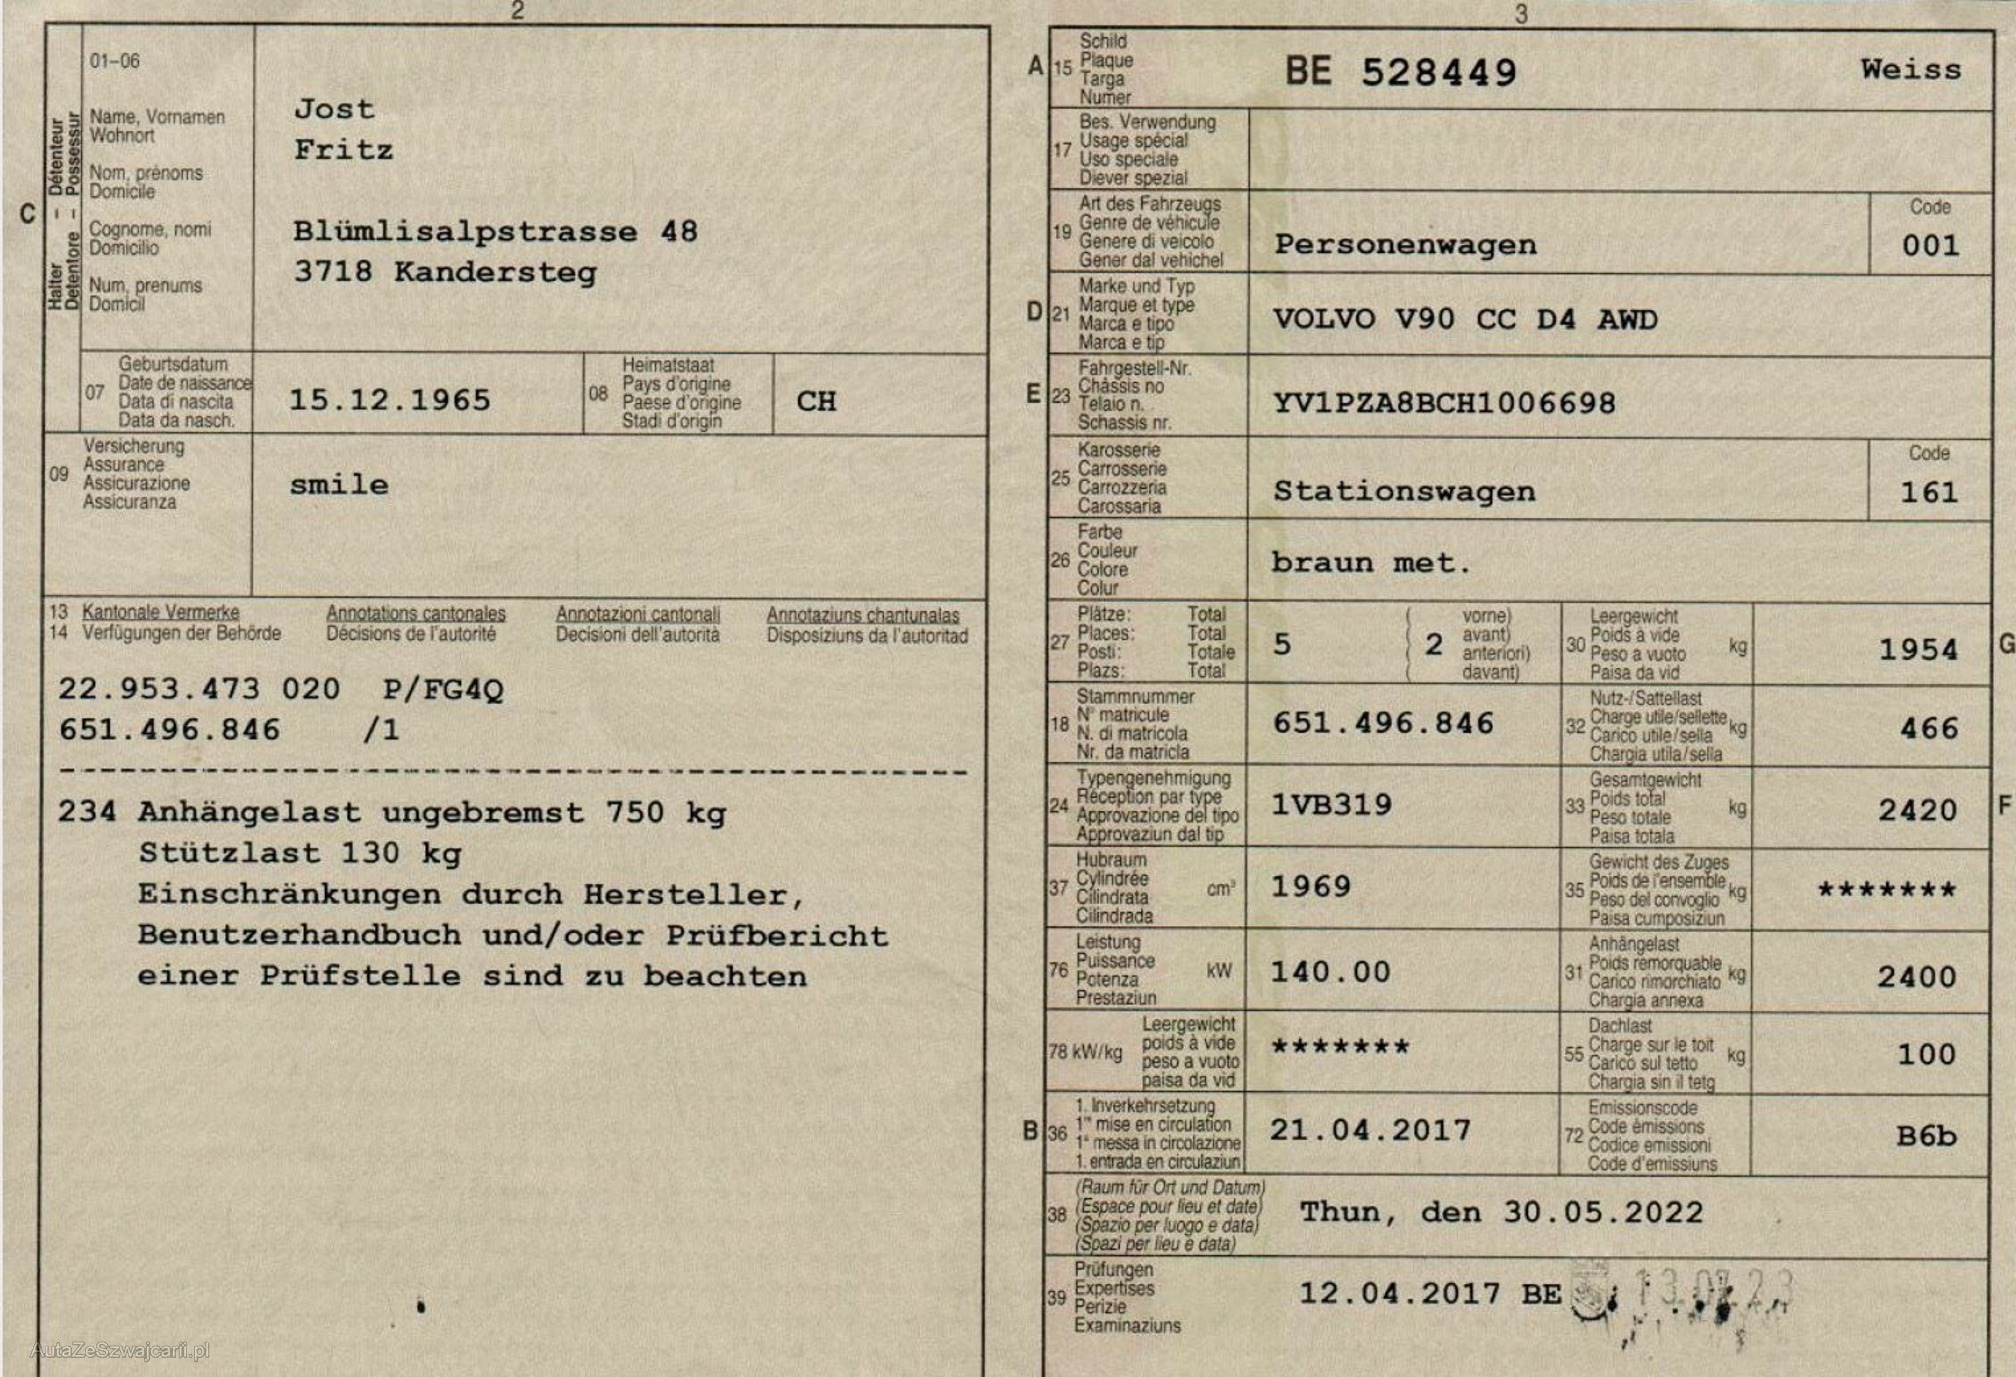 2
01–06
Halter – Détenteur
Detentore – Possessur
C
Name, Vornamen
Wohnort
Nom, prénoms
Domicile
Cognome, nomi
Domicilio
Num, prenums
Domicil
Jost
Fritz
Blümlisalpstrasse 48
3718 Kandersteg
07
Geburtsdatum
Date de naissance
Data di nascita
Data da nasch.
15.12.1965
08
Heimatstaat
Pays d'origine
Paese d'origine
Stadi d'origin
CH
09
Versicherung
Assurance
Assicurazione
Assicuranza
smile
13 Kantonale Vermerke Annotations cantonales Annotazioni cantonali Annotaziuns chantunalas
14 Verfügungen der Behörde Décisions de l'autorité Decisioni dell'autorità Disposiziuns da l'autoritad
22.953.473 020 P/FG4Q
651.496.846 /1
234 Anhängelast ungebremst 750 kg
Stützlast 130 kg
Einschränkungen durch Hersteller,
Benutzerhandbuch und/oder Prüfbericht
einer Prüfstelle sind zu beachten
AutaZeSzwajcarii.pl
3
A 15
Schild
Plaque
Targa
Numer
BE 528449 Weiss
17
Bes. Verwendung
Usage spécial
Uso speciale
Diever spezial
19
Art des Fahrzeugs
Genre de véhicule
Genere di veicolo
Gener dal vehichel
Personenwagen
Code
001
D 21
Marke und Typ
Marque et type
Marca e tipo
Marca e tip
VOLVO V90 CC D4 AWD
E 23
Fahrgestell-Nr.
Châssis no
Telaio n.
Schassis nr.
YV1PZA8BCH1006698
25
Karosserie
Carrosserie
Carrozzeria
Carossaria
Stationswagen
Code
161
26
Farbe
Couleur
Colore
Colur
braun met.
27
Plätze: Total
Places: Total
Posti: Totale
Plazs: Total
5
( vorne)
( 2 avant)
( anteriori)
( davant)
30
Leergewicht
Poids à vide
Peso a vuoto
Paisa da vid
kg
1954
G
18
Stammnummer
N° matricule
N. di matricola
Nr. da matricla
651.496.846
32
Nutz-/Sattellast
Charge utile/sellette
Carico utile/sella
Chargia utila/sella
kg
466
24
Typengenehmigung
Réception par type
Approvazione del tipo
Approvaziun dal tip
1VB319
33
Gesamtgewicht
Poids total
Peso totale
Paisa totala
kg
2420
F
37
Hubraum
Cylindrée
Cilindrata
Cilindrada
cm³
1969
35
Gewicht des Zuges
Poids de l'ensemble
Peso del convoglio
Paisa cumposiziun
kg
*******
76
Leistung
Puissance
Potenza
Prestaziun
kW
140.00
31
Anhängelast
Poids remorquable
Carico rimorchiato
Chargia annexa
kg
2400
78 kW/kg
Leergewicht
poids à vide
peso a vuoto
paisa da vid
*******
55
Dachlast
Charge sur le toit
Carico sul tetto
Chargia sin il tetg
kg
100
B 36
1. Inverkehrsetzung
1re mise en circulation
1a messa in circolazione
1. entrada en circulaziun
21.04.2017
72
Emissionscode
Code émissions
Codice emissioni
Code d'emissiuns
B6b
38
(Raum für Ort und Datum)
(Espace pour lieu et date)
(Spazio per luogo e data)
(Spazi per lieu e data)
Thun, den 30.05.2022
39
Prüfungen
Expertises
Perizie
Examinaziuns
12.04.2017 BE